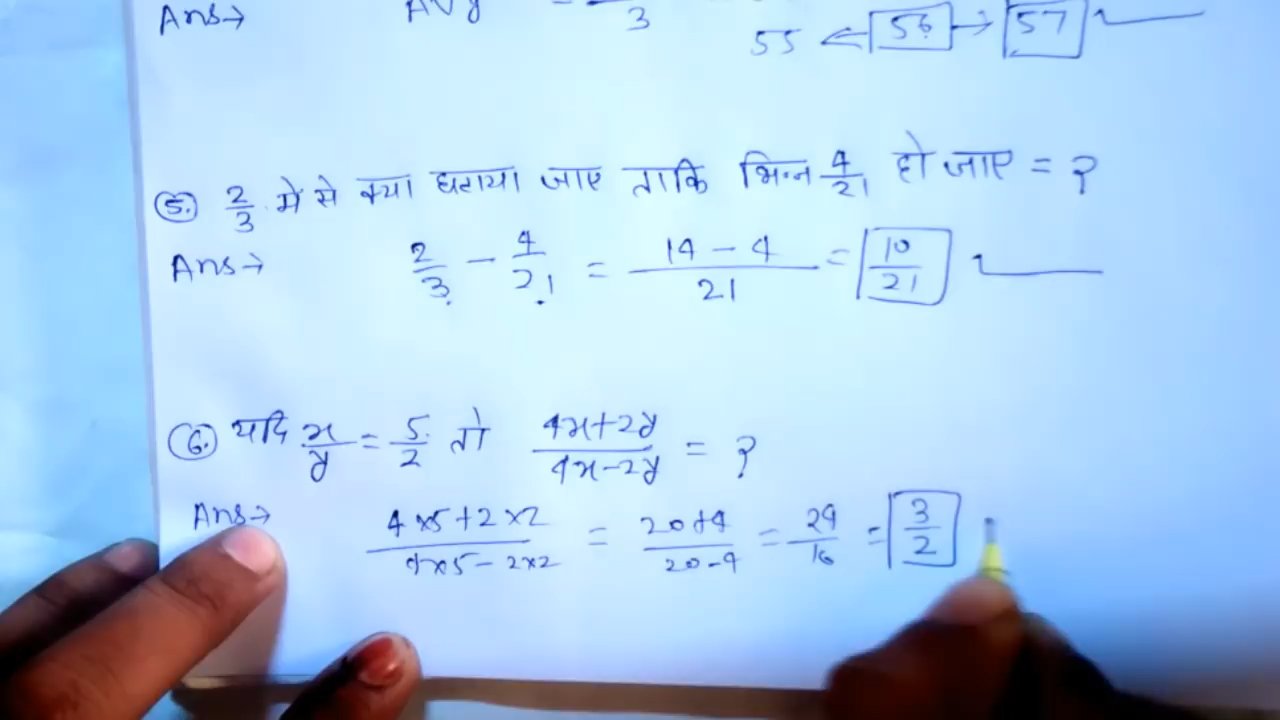 Ans→ Avg = /3 55 ← 56 → 57
5. 2/3 में से क्या घटाया जाए ताकि भिन्न 4/21 हो जाए = ?
Ans→ 2/3 - 4/21 = 14 - 4/21 = 10/21
6. यदि x/y = 5/2 तो 4x+2y/4x-2y = ?
Ans→ 4×5+2×2/4×5-2×2 = 20+4/20-4 = 24/16 = 3/2